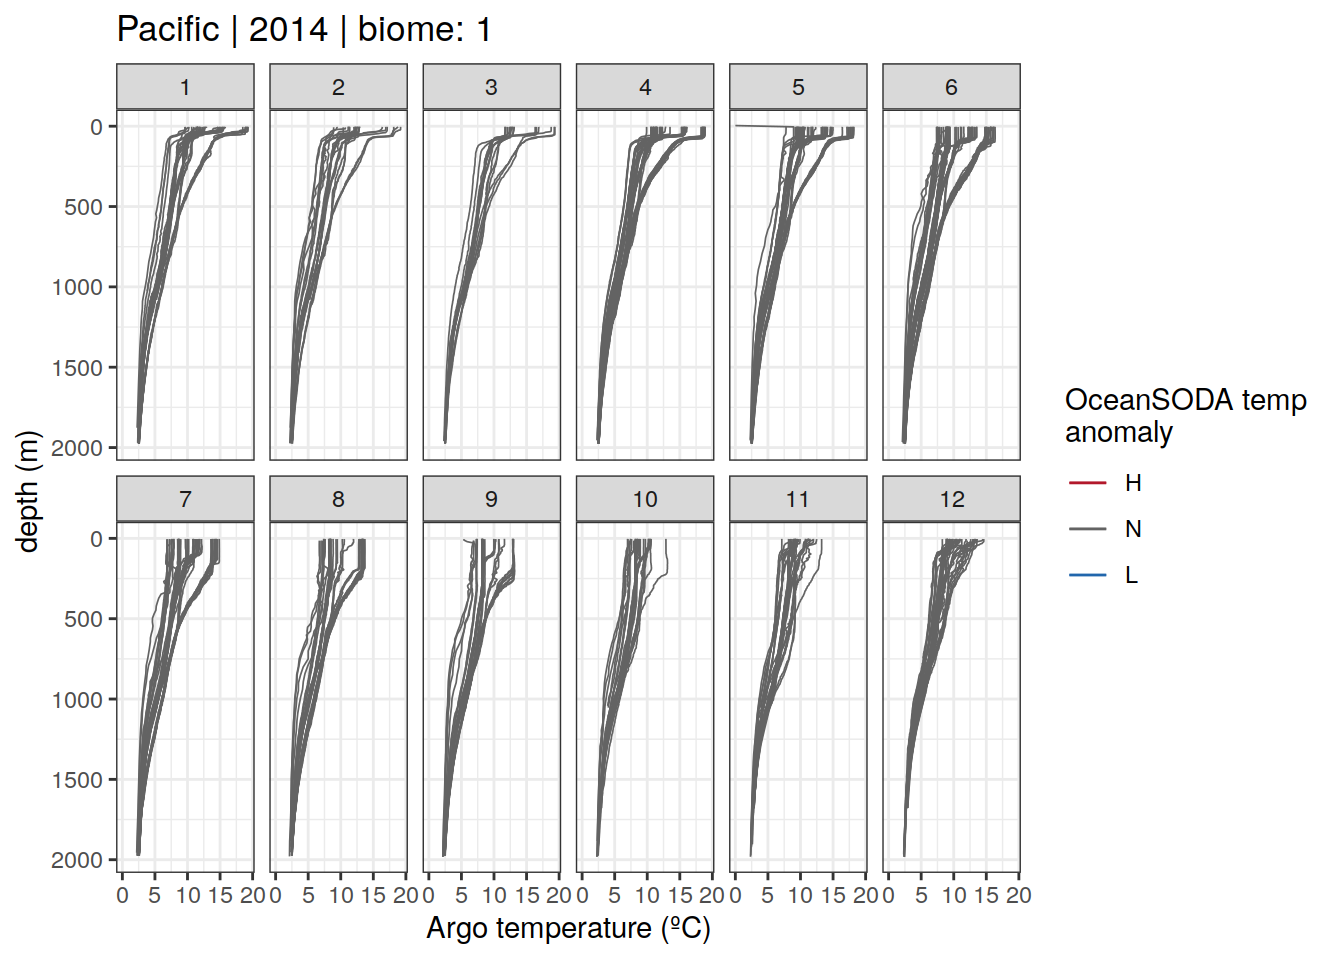 Pacific | 2014 | biome: 1
1 2 3 4 5 6
0
500
1000
1500
2000
7 8 9 10 11 12
0
500
1000
1500
2000
0 5 10 15 20 0 5 10 15 20 0 5 10 15 20 0 5 10 15 20 0 5 10 15 20 0 5 10 15 20
Argo temperature (ºC)
depth (m)
OceanSODA temp
anomaly
H
N
L